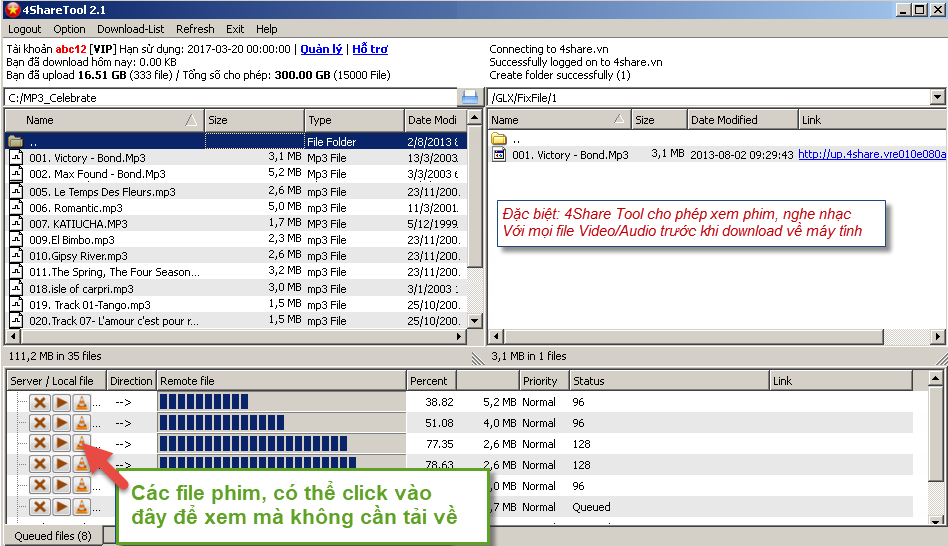 4ShareTool 2.1
Logout Option Download-List Refresh Exit Help
Tài khoản abc12 [VIP] Hạn sử dụng: 2017-03-20 00:00:00 | Quản lý | Hỗ trợ
Bạn đã download hôm nay: 0.00 KB
Bạn đã upload 16.51 GB (333 file) / Tổng số cho phép: 300.00 GB (15000 File)
Connecting to 4share.vn
Successfully logged on to 4share.vn
Create folder successfully (1)
C:/MP3_Celebrate
Name Size Type Date Modi
.. File Folder 2/8/2013
001. Victory - Bond.Mp3 3,1 MB Mp3 File 13/3/2003
002. Max Found - Bond.Mp3 5,2 MB Mp3 File 3/3/2003
005. Le Temps Des Fleurs.mp3 2,6 MB mp3 File 23/11/200.
006. Romantic.mp3 5,0 MB mp3 File 11/3/2001.
007. KATIUCHA.MP3 1,7 MB MP3 File 5/12/1999.
009.El Bimbo.mp3 2,3 MB mp3 File 23/11/200.
010.Gipsy River.mp3 2,6 MB mp3 File 23/11/200.
011.The Spring, The Four Season... 3,2 MB mp3 File 23/11/200.
018.isle of carpri.mp3 3,0 MB mp3 File 3/1/2003
019. Track 01-Tango.mp3 1,5 MB mp3 File 25/10/200.
020.Track 07- L'amour c'est pour r... 1,5 MB mp3 File 25/10/200.
111,2 MB in 35 files
/GLX/FixFile/1
Name Size Date Modified Link
..
001. Victory - Bond.Mp3 3,1 MB 2013-08-02 09:29:43 http://up.4share.vre010e080a
Đặc biệt: 4Share Tool cho phép xem phim, nghe nhạc
Với mọi file Video/Audio trước khi download về máy tính
3,1 MB in 1 files
Server / Local file Direction Remote file Percent Priority Status Link
... --> 38.82 5,2 MB Normal 96
... --> 51.08 4,0 MB Normal 96
--> 77.35 2,6 MB Normal 128
--> 78.63 2,6 MB Normal 128
,0 MB Normal 96
,7 MB Normal Queued
Các file phim, có thể click vào
đây để xem mà không cần tải về
Queued files (8)